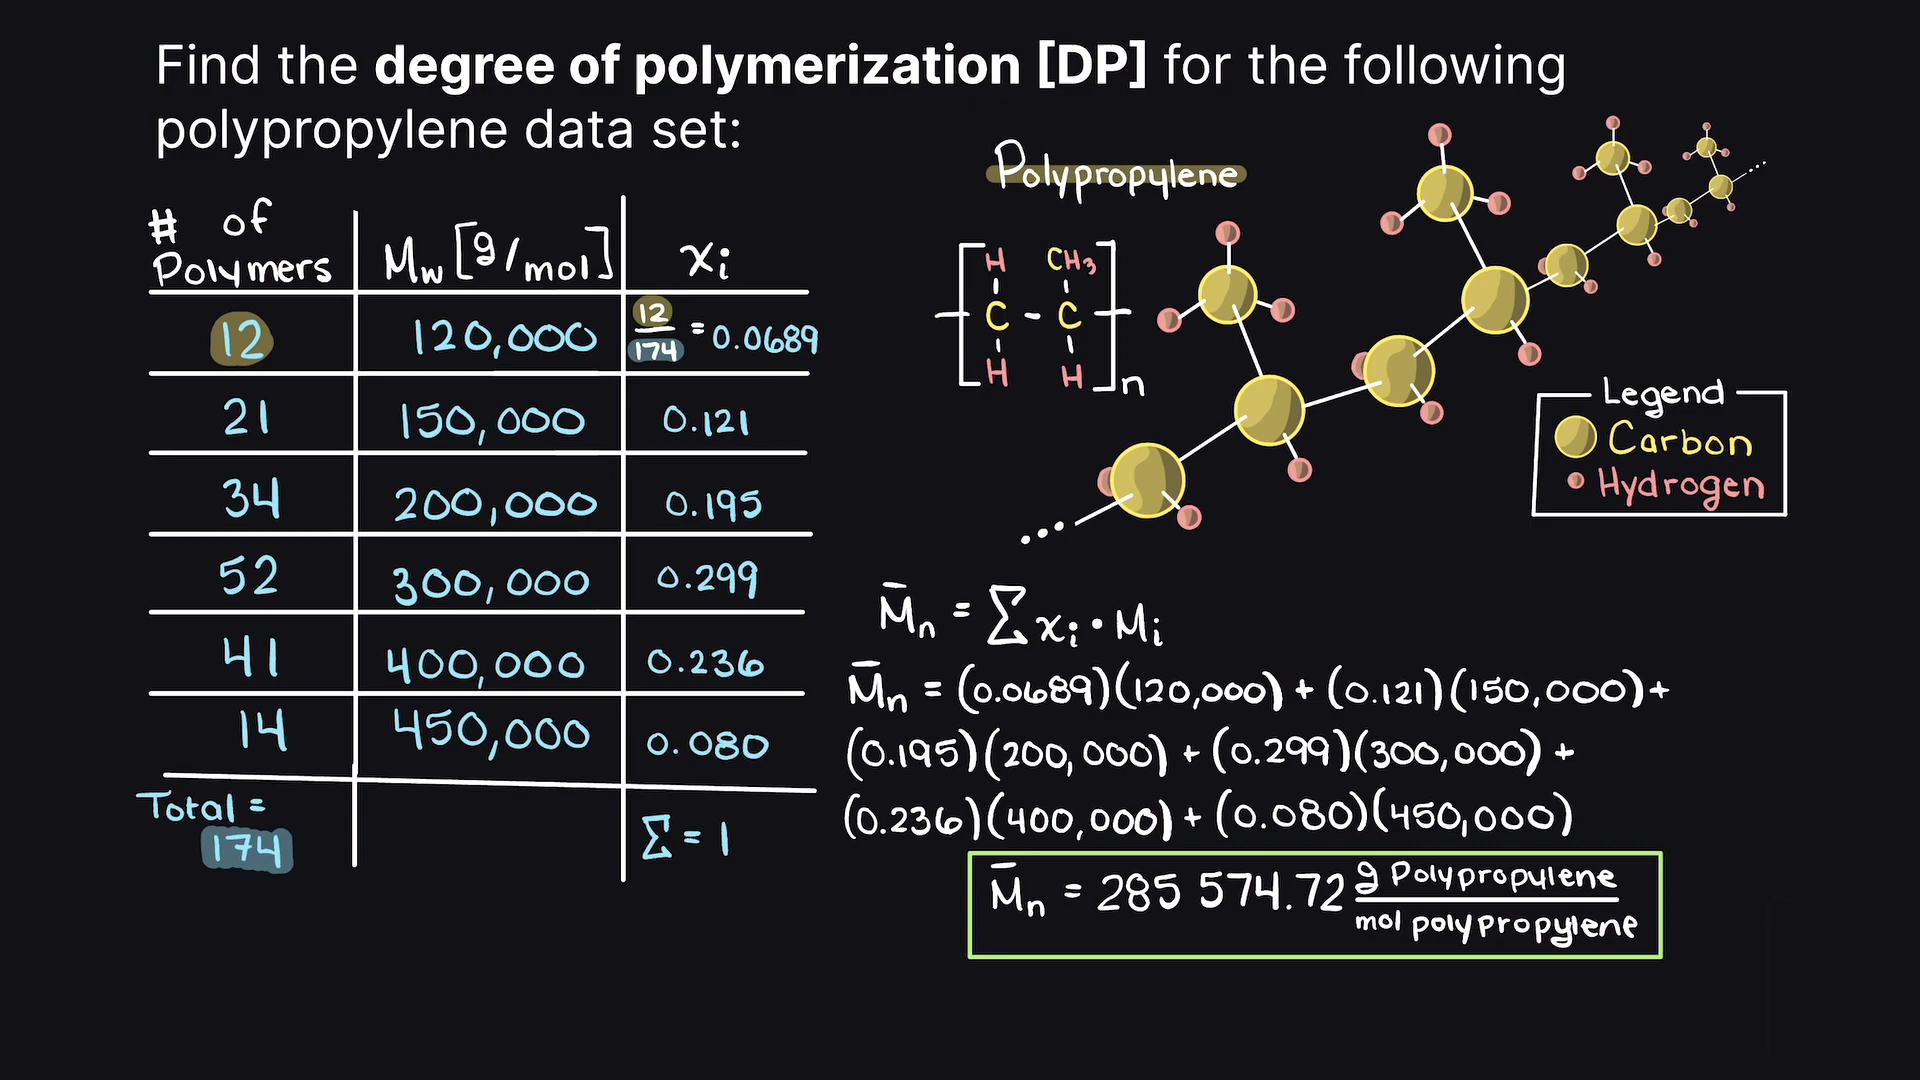 Find the degree of polymerization [DP] for the following
polypropylene data set:
# of Polymers | Mw [g/mol] | xi
12 | 120,000 | 12/174 = 0.0689
21 | 150,000 | 0.121
34 | 200,000 | 0.195
52 | 300,000 | 0.299
41 | 400,000 | 0.236
14 | 450,000 | 0.080
Total = 174 | | Σ = 1
Polypropylene
H CH₃
C - C
H H
n
Legend
Carbon
Hydrogen
M̄n = Σ xi · Mi
M̄n = (0.0689)(120,000) + (0.121)(150,000) +
(0.195)(200,000) + (0.299)(300,000) +
(0.236)(400,000) + (0.080)(450,000)
M̄n = 285 574.72 g Polypropylene / mol polypropylene